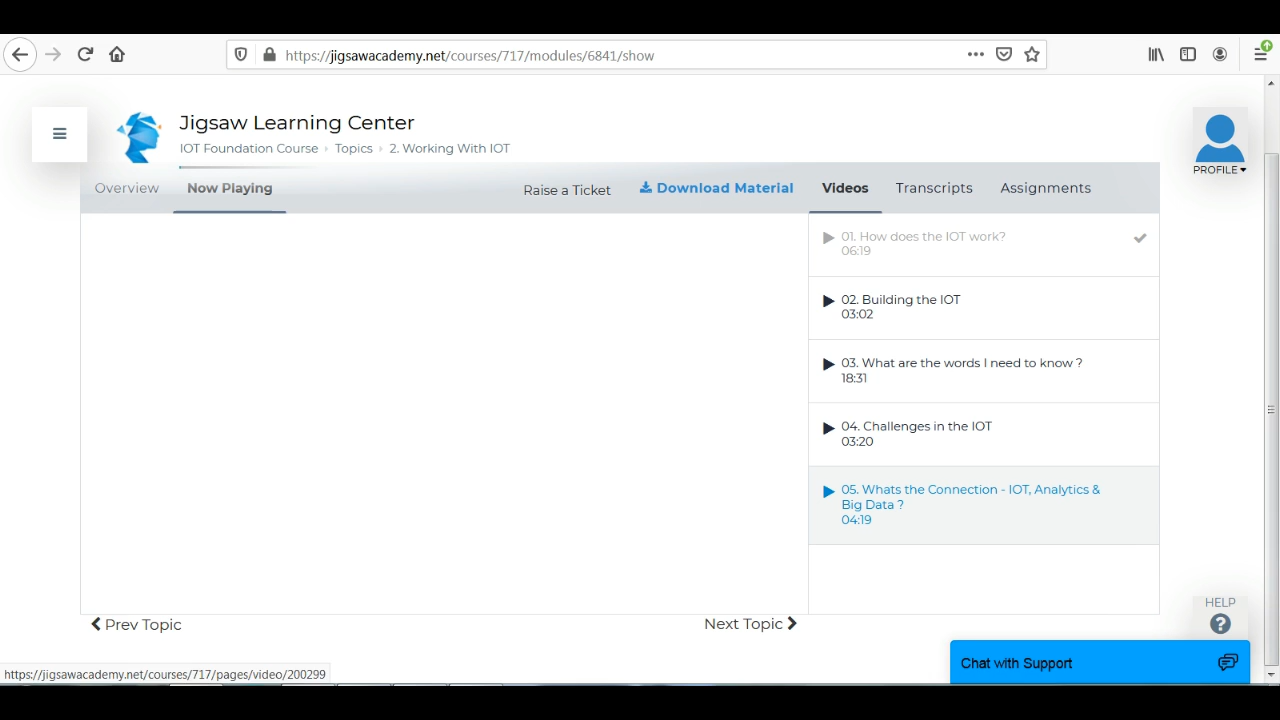 https://jigsawacademy.net/courses/717/modules/6841/show
Jigsaw Learning Center
IOT Foundation Course › Topics › 2. Working With IOT
PROFILE
Overview Now Playing Raise a Ticket Download Material Videos Transcripts Assignments
01. How does the IOT work?
06:19
02. Building the IOT
03:02
03. What are the words I need to know ?
18:31
04. Challenges in the IOT
03:20
05. Whats the Connection - IOT, Analytics &
Big Data ?
04:19
HELP
?
Prev Topic Next Topic
Chat with Support
https://jigsawacademy.net/courses/717/pages/video/200299